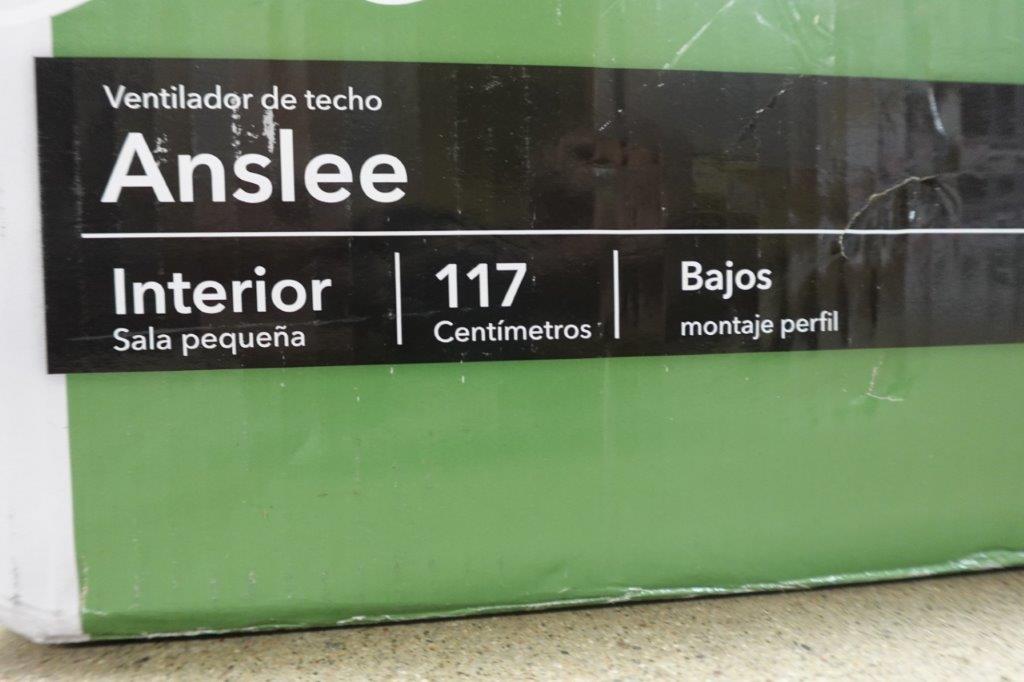 Ventilador de techo
Anslee
Interior
Sala pequeña
117
Centímetros
Bajos
montaje perfil